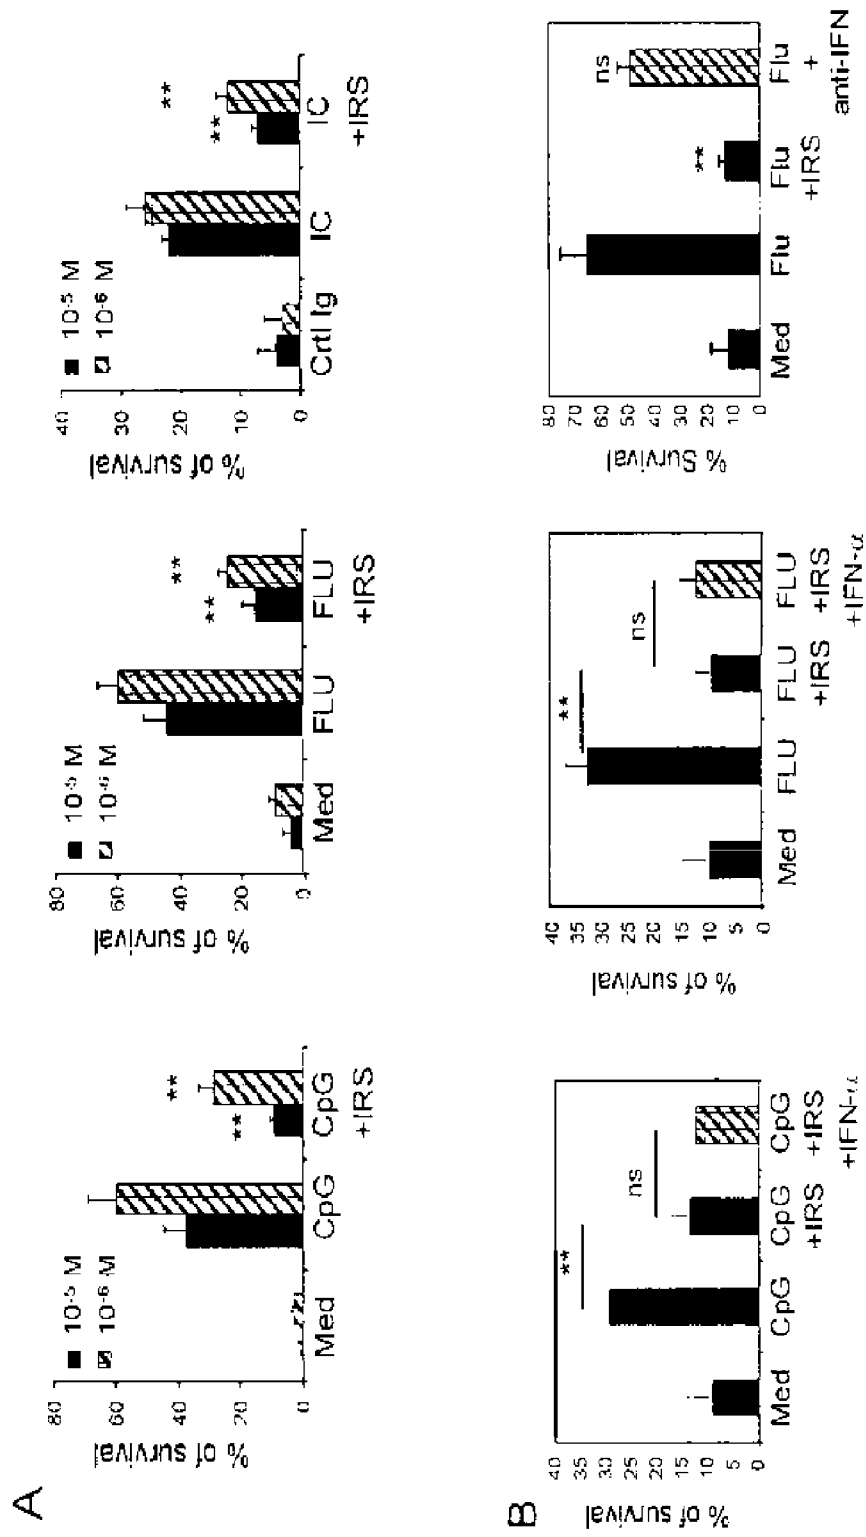 A
% of survival
80
60
40
20
0
10-5 M
10-6 M
**
**
Med
CpG
CpG
+IRS
% of survival
80
60
40
20
0
10-5 M
10-6 M
**
**
Med
FLU
FLU
+IRS
% of survival
40
30
20
10
0
10-5 M
10-6 M
**
**
Crtl Ig
IC
IC
+IRS
B
% of survival
40
35
30
25
20
15
10
5
0
**
ns
Med
CpG
CpG
+IRS
CpG
+IRS
+IFN-α
% of survival
40
35
30
25
20
15
10
5
0
**
ns
Med
FLU
FLU
+IRS
FLU
+IRS
+IFN-α
% Survival
80
70
60
50
40
30
20
10
0
**
ns
Med
Flu
Flu
+IRS
Flu
+
anti-IFN